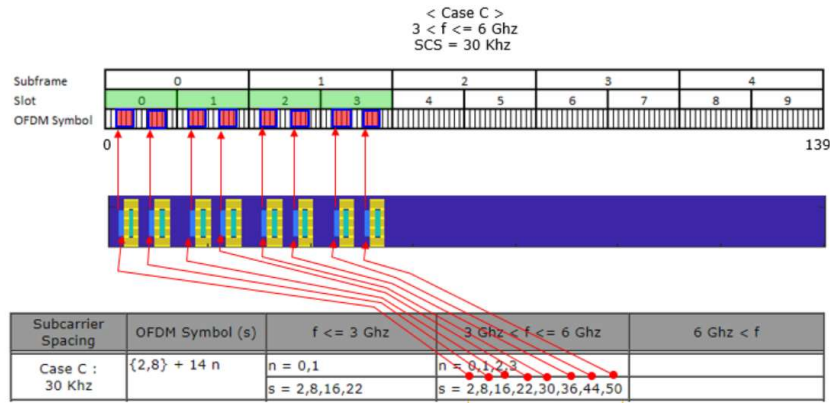 < Case C >
3 < f <= 6 Ghz
SCS = 30 Khz
Subframe 0 1 2 3 4
Slot 0 1 2 3 4 5 6 7 8 9
OFDM Symbol
0 139
Subcarrier Spacing OFDM Symbol (s) f <= 3 Ghz 3 Ghz < f <= 6 Ghz 6 Ghz < f
Case C : 30 Khz {2,8} + 14 n n = 0,1 n = 0,1,2,3
s = 2,8,16,22 s = 2,8,16,22,30,36,44,50